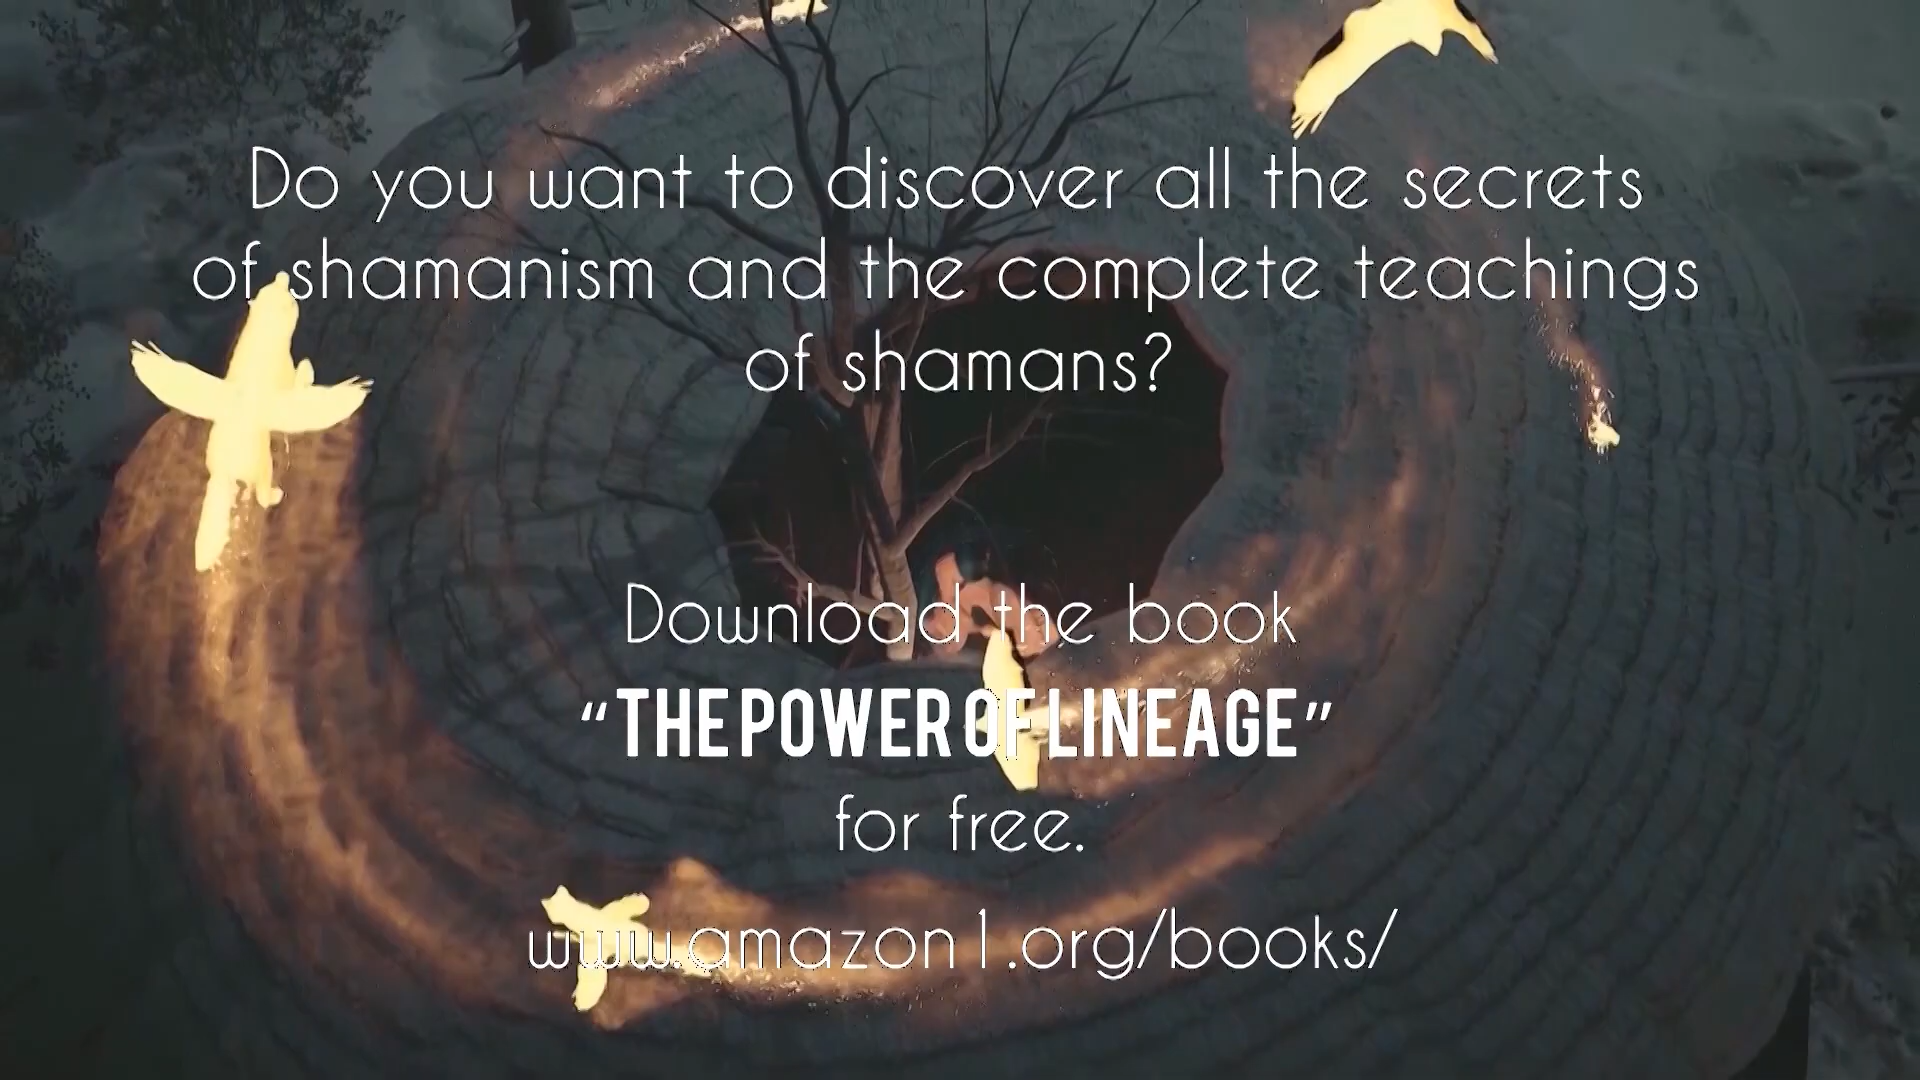 Do you want to discover all the secrets
of shamanism and the complete teachings
of shamans?
Download the book
“THE POWER OF LINEAGE”
for free.
www.amazon1.org/books/